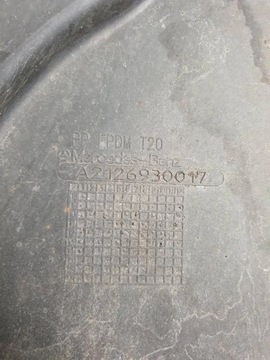 PP EPDM T20
Mercedes-Benz
A2126930017